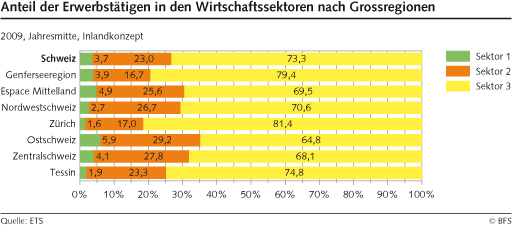 Anteil der Erwerbstätigen in den Wirtschaftssektoren nach Grossregionen
2009, Jahresmitte, Inlandkonzept
Schweiz 3,7 23,0 73,3
Genferseeregion 3,9 16,7 79,4
Espace Mittelland 4,9 25,6 69,5
Nordwestschweiz 2,7 26,7 70,6
Zürich 1,6 17,0 81,4
Ostschweiz 5,9 29,2 64,8
Zentralschweiz 4,1 27,8 68,1
Tessin 1,9 23,3 74,8
0% 10% 20% 30% 40% 50% 60% 70% 80% 90% 100%
Sektor 1
Sektor 2
Sektor 3
Quelle: ETS © BFS